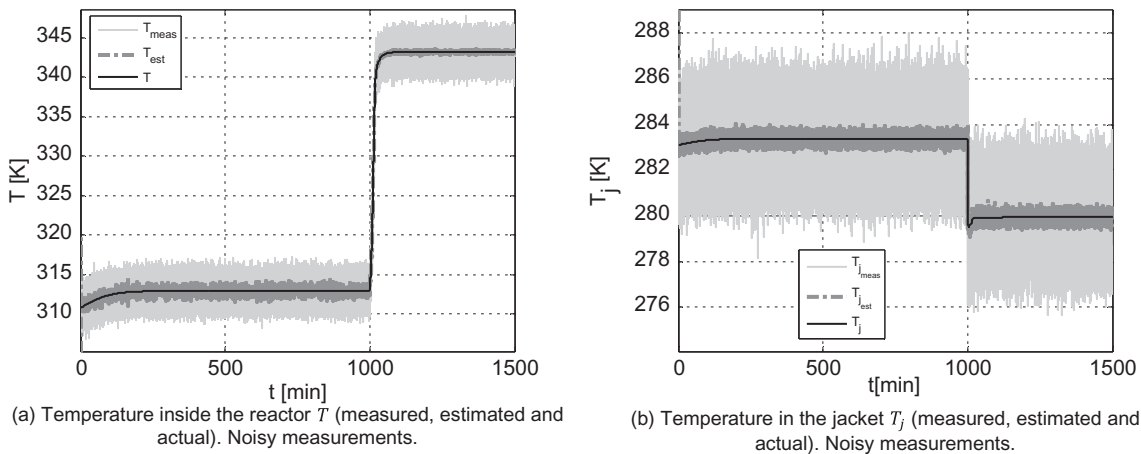 345
340
335
330
325
320
315
310
T [K]
T_meas
T_est
T
0
500
1000
1500
t [min]
(a) Temperature inside the reactor T (measured, estimated and
actual). Noisy measurements.
288
286
284
282
280
278
276
T_j [K]
T_j_meas
T_j_est
T_j
0
500
1000
1500
t[min]
(b) Temperature in the jacket T_j (measured, estimated and
actual). Noisy measurements.